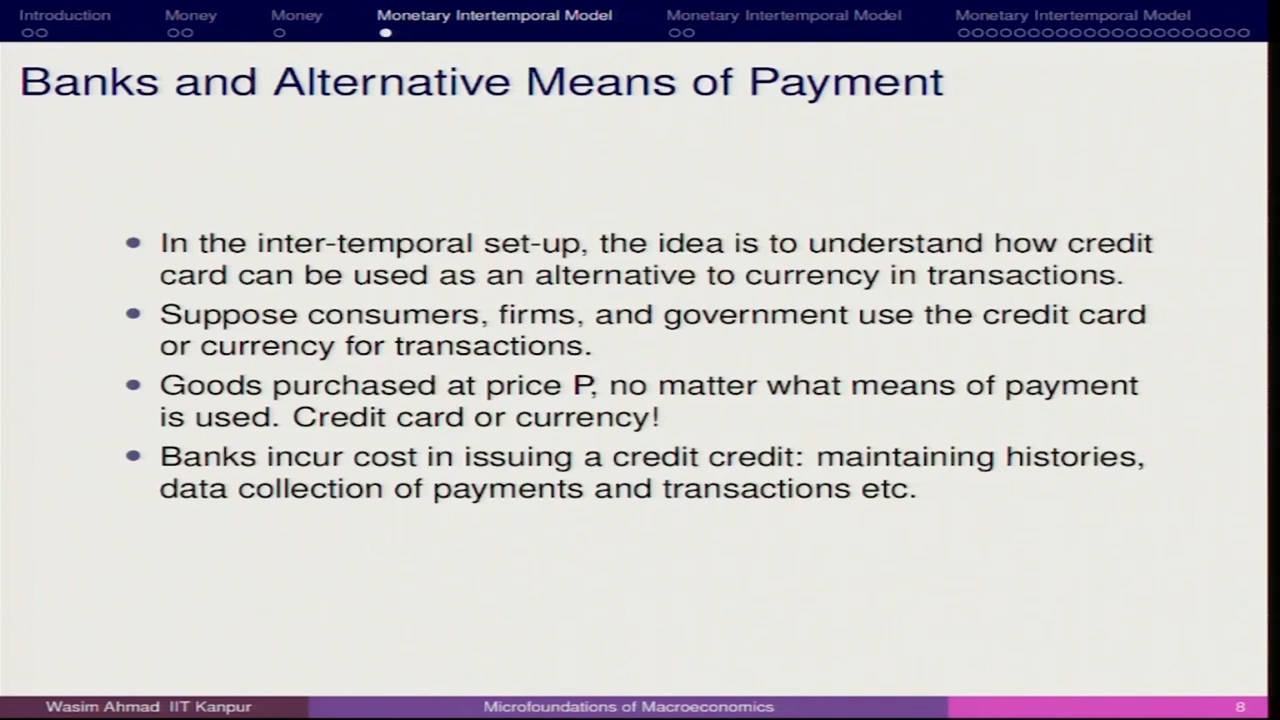 Introduction Money Money Monetary Intertemporal Model Monetary Intertemporal Model Monetary Intertemporal Model
Banks and Alternative Means of Payment
In the inter-temporal set-up, the idea is to understand how credit
card can be used as an alternative to currency in transactions.
Suppose consumers, firms, and government use the credit card
or currency for transactions.
Goods purchased at price P, no matter what means of payment
is used. Credit card or currency!
Banks incur cost in issuing a credit credit: maintaining histories,
data collection of payments and transactions etc.
Wasim Ahmad IIT Kanpur Microfoundations of Macroeconomics 8